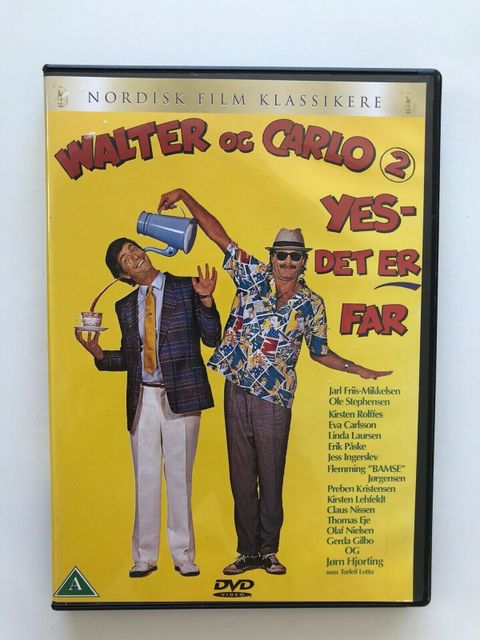 NORDISK FILM KLASSIKERE
WALTER OG CARLO 2
YES-
DET ER
FAR
Jarl Friis-Mikkelsen
Ole Stephensen
Kirsten Rolffes
Eva Carlsson
Linda Laursen
Erik Påske
Jess Ingerslev
Flemming "BAMSE"
Jørgensen
Preben Kristensen
Kirsten Lehfeldt
Claus Nissen
Thomas Eje
Olaf Nielsen
Gerda Gilbo
OG
Jørn Hjorting
som Torleif Lotto
A
DVD
VIDEO